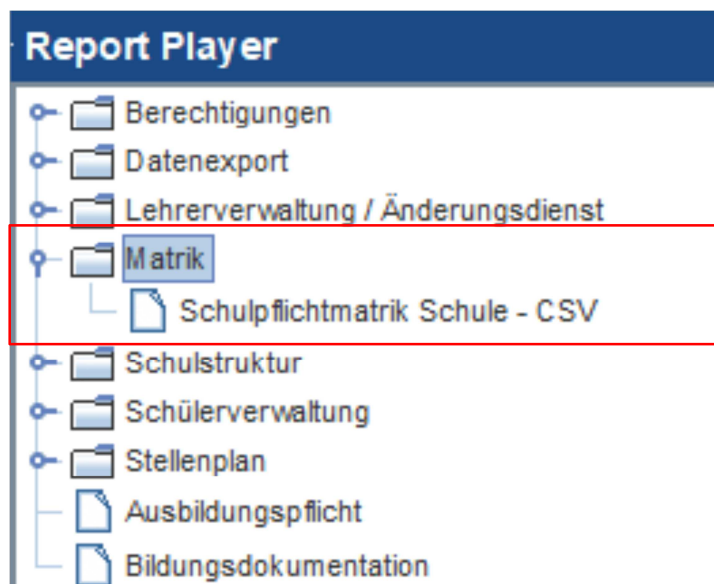 Report Player
Berechtigungen
Datenexport
Lehrerverwaltung / Änderungsdienst
Matrik
Schulpflichtmatrik Schule - CSV
Schulstruktur
Schülerverwaltung
Stellenplan
Ausbildungspflicht
Bildungsdokumentation